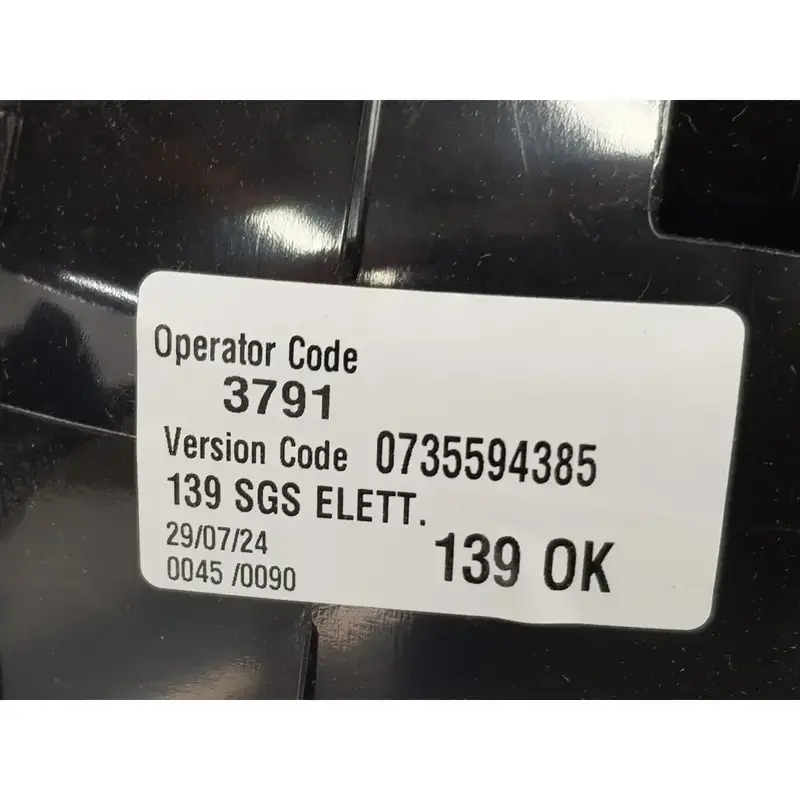 Operator Code
3791
Version Code 0735594385
139 SGS ELETT.
29/07/24
139 OK
0045 /0090